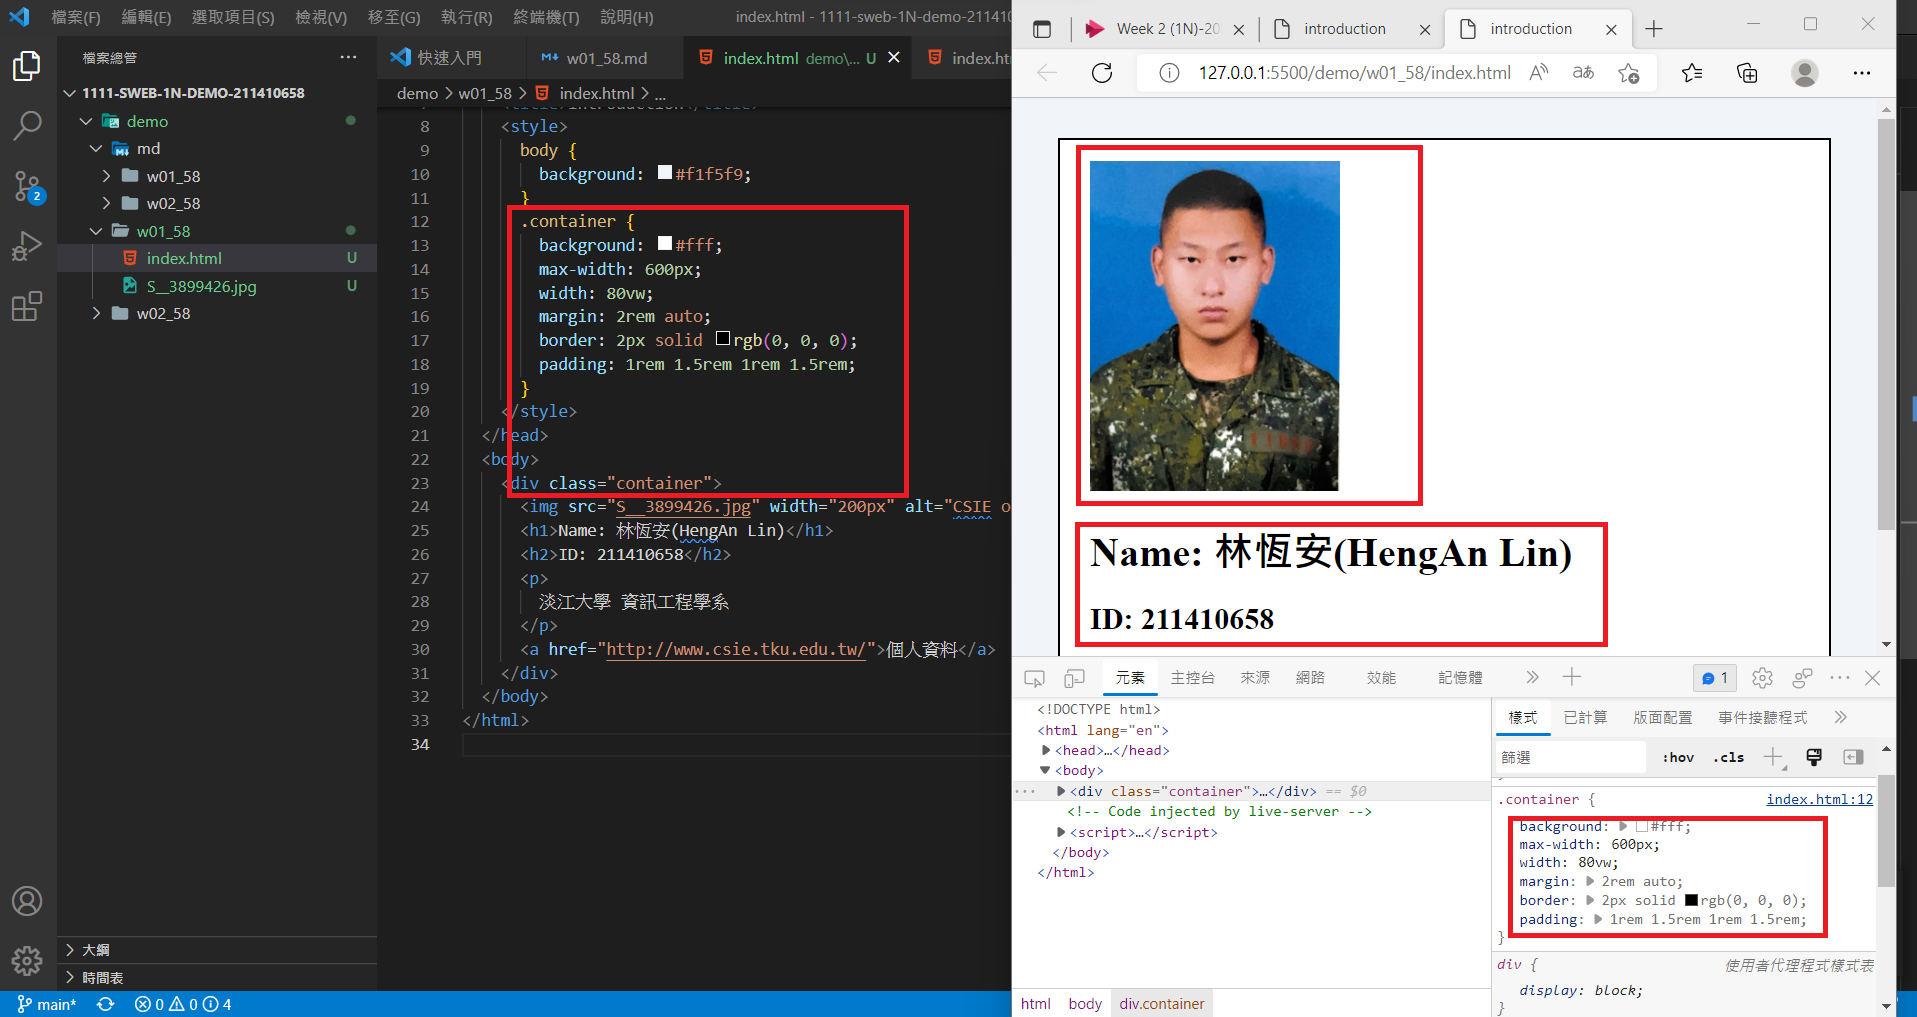 檔案(F) 編輯(E) 選取項目(S) 檢視(V) 移至(G) 執行(R) 終端機(T) 說明(H) index.html - 1111-sweb-1N-demo-211410
檔案總管
1111-SWEB-1N-DEMO-211410658
demo
md
w01_58
w02_58
w01_58
index.html U
S__3899426.jpg U
w02_58
大綱
時間表
main* 0 0 4
快速入門 w01_58.md index.html demo\... U index.ht
demo > w01_58 > index.html > ...
8 <style>
9 body {
10 background: #f1f5f9;
11 }
12 .container {
13 background: #fff;
14 max-width: 600px;
15 width: 80vw;
16 margin: 2rem auto;
17 border: 2px solid rgb(0, 0, 0);
18 padding: 1rem 1.5rem 1rem 1.5rem;
19 }
20 </style>
21 </head>
22 <body>
23 <div class="container">
24 <img src="S__3899426.jpg" width="200px" alt="CSIE o
25 <h1>Name: 林恆安(HengAn Lin)</h1>
26 <h2>ID: 211410658</h2>
27 <p>
28 淡江大學 資訊工程學系
29 </p>
30 <a href="http://www.csie.tku.edu.tw/">個人資料</a>
31 </div>
32 </body>
33 </html>
34
Week 2 (1N)-20 introduction introduction
127.0.0.1:5500/demo/w01_58/index.html
Name: 林恆安(HengAn Lin)
ID: 211410658
元素 主控台 來源 網路 效能 記憶體 1
<!DOCTYPE html>
<html lang="en">
<head>…</head>
<body>
<div class="container">…</div> == $0
<!-- Code injected by live-server -->
<script>…</script>
</body>
</html>
html body div.container
樣式 已計算 版面配置 事件接聽程式
篩選 :hov .cls
.container { index.html:12
background: #fff;
max-width: 600px;
width: 80vw;
margin: 2rem auto;
border: 2px solid rgb(0, 0, 0);
padding: 1rem 1.5rem 1rem 1.5rem;
}
div { 使用者代理程式樣式表
display: block;
}